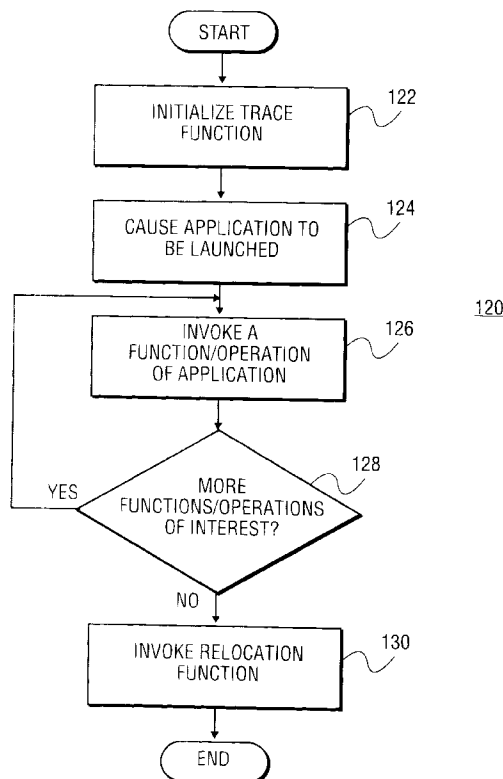 START
INITIALIZE TRACE
FUNCTION
122
CAUSE APPLICATION TO
BE LAUNCHED
124
120
INVOKE A
FUNCTION/OPERATION
OF APPLICATION
126
MORE
FUNCTIONS/OPERATIONS
OF INTEREST?
128
YES
NO
INVOKE RELOCATION
FUNCTION
130
END